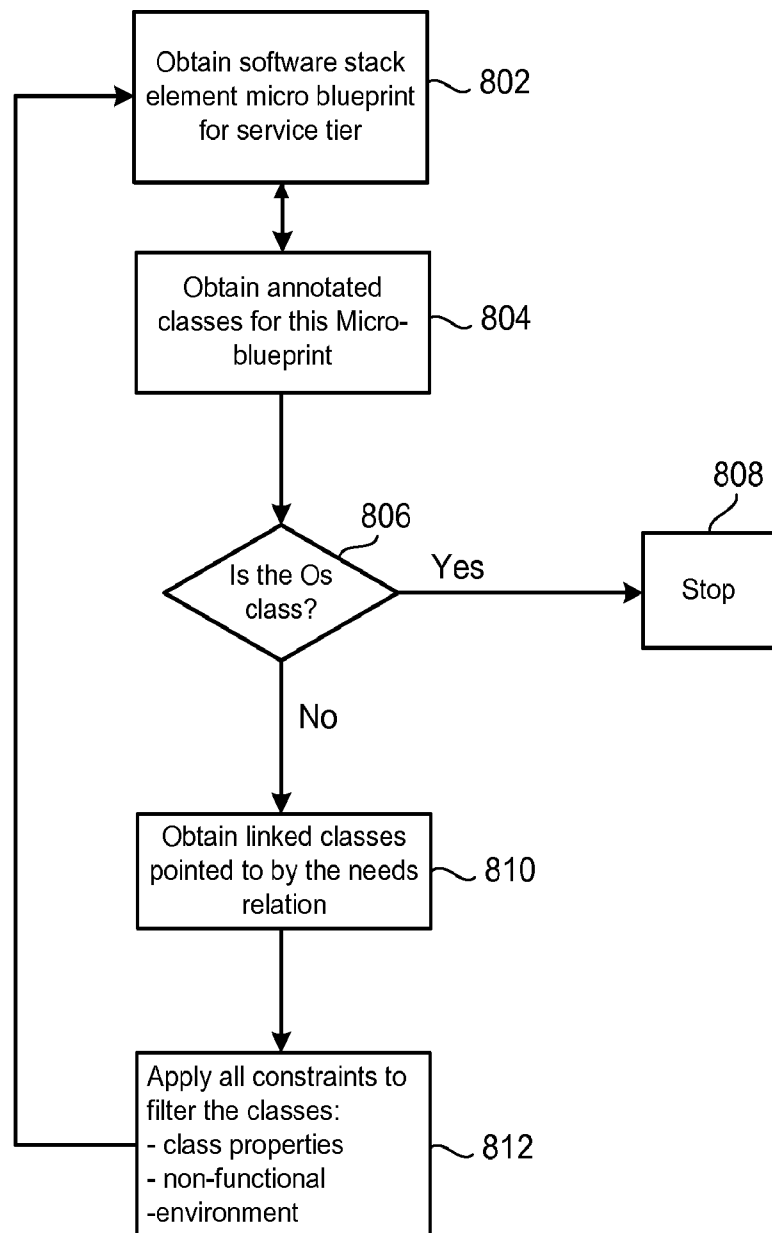 Obtain software stack
element micro blueprint
for service tier
802
Obtain annotated
classes for this Micro-
blueprint
804
808
806
Is the Os
class?
Yes
Stop
No
Obtain linked classes
pointed to by the needs
relation
810
Apply all constraints to
filter the classes:
- class properties
- non-functional
-environment
812